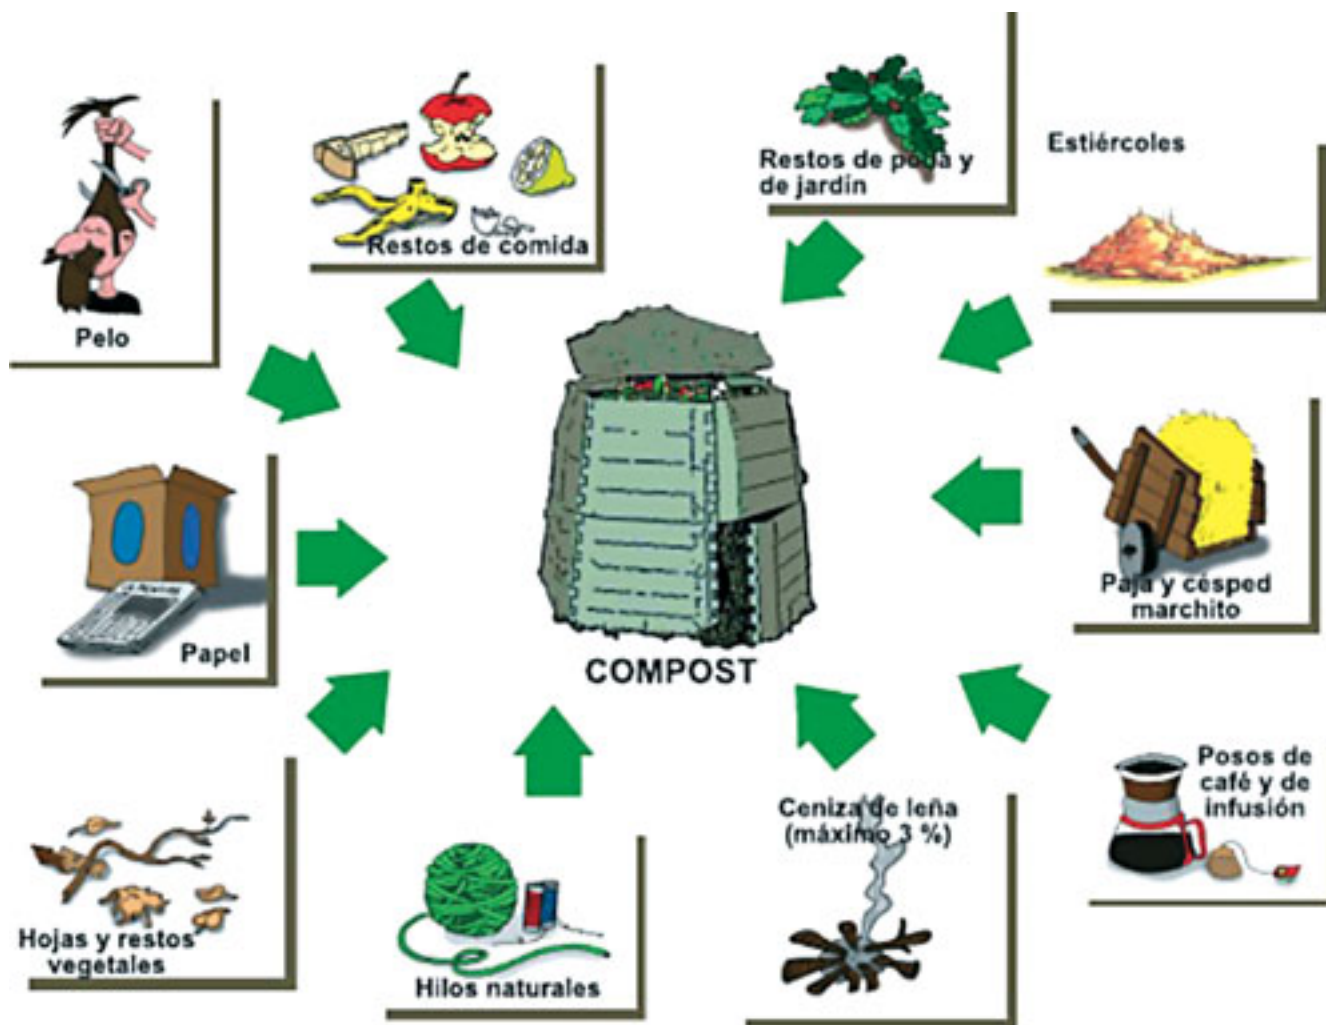 Pelo
Restos de comida
Restos de poda y
de jardín
Estiércoles
Papel
COMPOST
Paja y césped
marchito
Hojas y restos
vegetales
Hilos naturales
Ceniza de leña
(máximo 3 %)
Posos de
café y de
infusión